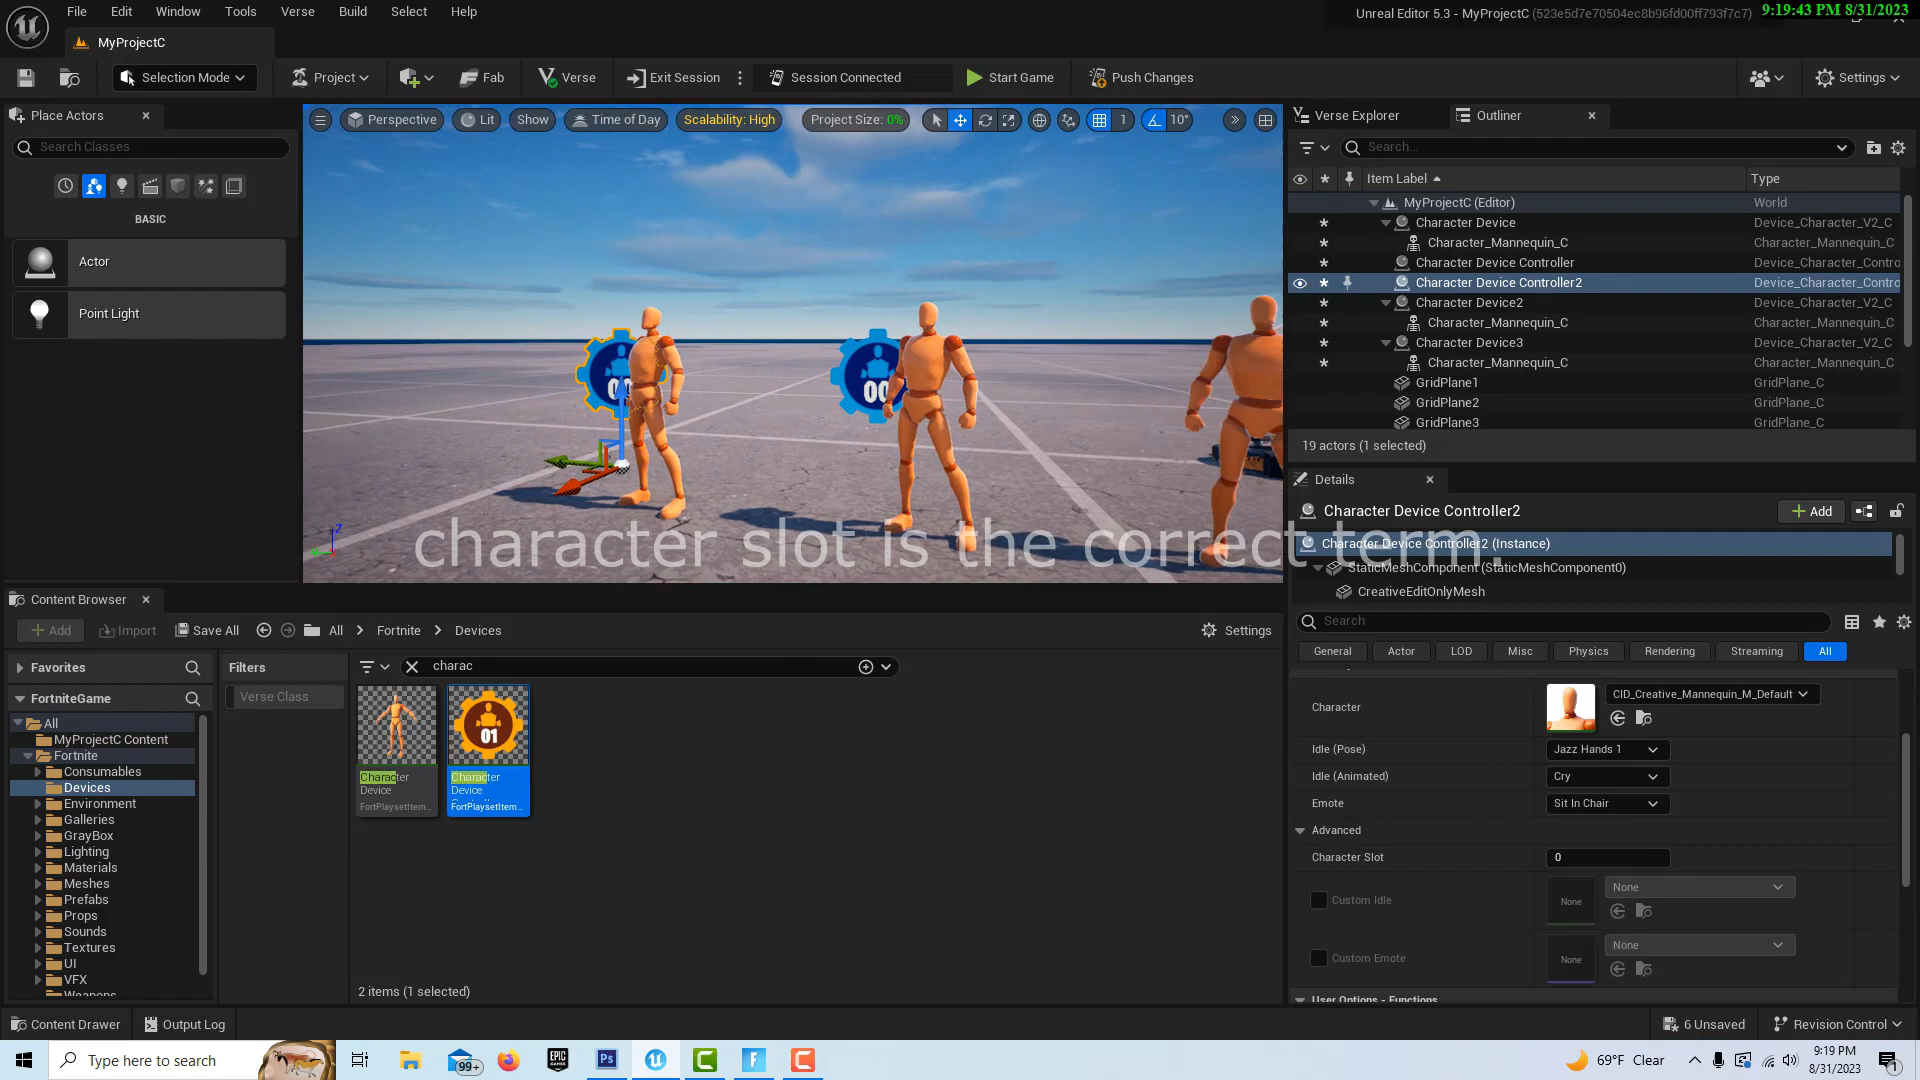 File Edit Window Tools Verse Build Select Help
Unreal Editor 5.3 - MyProjectC (523e5d7e70504ec8b96fd00ff793f7c7)
9:19:43 PM 8/31/2023
MyProjectC
Selection Mode Project Fab Verse Exit Session Session Connected Start Game Push Changes Settings
Place Actors
Search Classes
BASIC
Actor
Point Light
Perspective Lit Show Time of Day Scalability: High Project Size: 0% 1 10°
00
character slot is the correct term.
Verse Explorer Outliner
Search...
Item Label Type
MyProjectC (Editor) World
Character Device Device_Character_V2_C
Character_Mannequin_C Character_Mannequin_C
Character Device Controller Device_Character_Contro
Character Device Controller2 Device_Character_Contro
Character Device2 Device_Character_V2_C
Character_Mannequin_C Character_Mannequin_C
Character Device3 Device_Character_V2_C
Character_Mannequin_C Character_Mannequin_C
GridPlane1 GridPlane_C
GridPlane2 GridPlane_C
GridPlane3 GridPlane_C
19 actors (1 selected)
Details
Character Device Controller2
Add
Character Device Controller2 (Instance)
StaticMeshComponent (StaticMeshComponent0)
CreativeEditOnlyMesh
Search
General Actor LOD Misc Physics Rendering Streaming All
Character CID_Creative_Mannequin_M_Default
Idle (Pose) Jazz Hands 1
Idle (Animated) Cry
Emote Sit In Chair
Advanced
Character Slot 0
Custom Idle None None
Custom Emote None None
User Options - Functions
Content Browser
Add Import Save All All Fortnite Devices Settings
Favorites
FortniteGame
All
MyProjectC Content
Fortnite
Consumables
Devices
Environment
Galleries
GrayBox
Lighting
Materials
Meshes
Prefabs
Props
Sounds
Textures
UI
VFX
Weapons
Filters
Verse Class
charac
01
Character
Device
FortPlaysetItem...
Character
Device
FortPlaysetItem...
2 items (1 selected)
Content Drawer Output Log 6 Unsaved Revision Control
Type here to search
99+
EPIC GAMES
Ps
69°F Clear
9:19 PM
8/31/2023
1